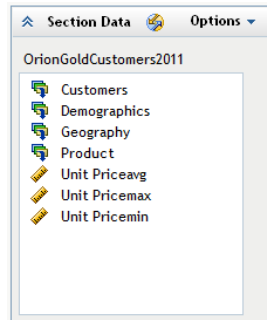 Section Data Options
OrionGoldCustomers2011
Customers
Demographics
Geography
Product
Unit Priceavg
Unit Pricemax
Unit Pricemin